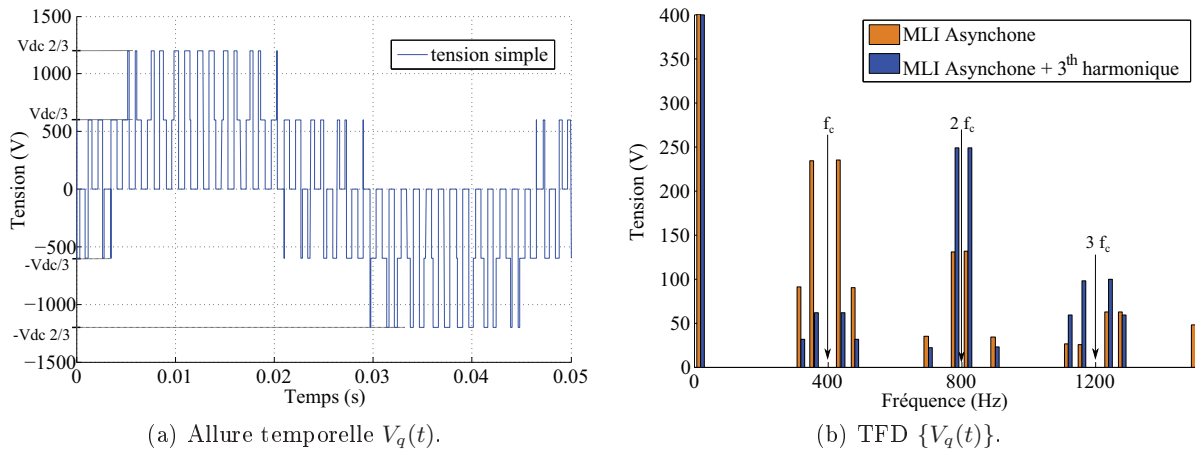 1500
Vdc 2/3
1000
Vdc/3
500
0
−500
-Vdc/3
−1000
-Vdc 2/3
−1500
Tension (V)
tension simple
0
0.01
0.02
0.03
0.04
0.05
Temps (s)
(a) Allure temporelle Vq(t).
400
350
300
250
200
150
100
50
0
Tension (V)
MLI Asynchone
MLI Asynchone + 3th harmonique
fc
2 fc
3 fc
0
400
800
1200
Fréquence (Hz)
(b) TFD {Vq(t)}.